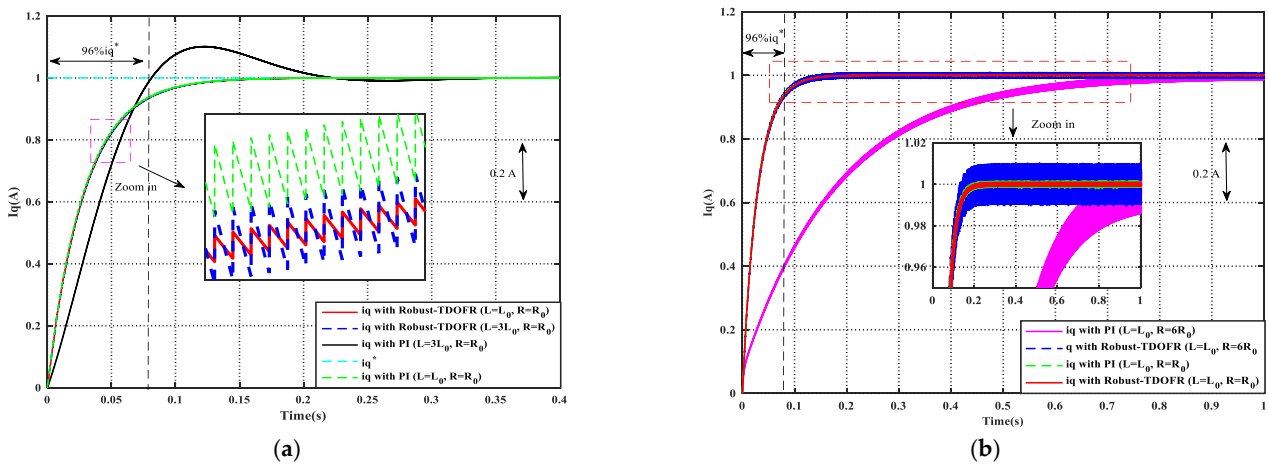 1.2
1
0.8
0.6
0.4
0.2
0
Iq(A)
96%iq*
Zoom in
0.2 A
iq with Robust-TDOFR (L=L0, R=R0)
iq with Robust-TDOFR (L=3L0, R=R0)
iq with PI (L=3L0, R=R0)
iq*
iq with PI (L=L0, R=R0)
0 0.05 0.1 0.15 0.2 0.25 0.3 0.35 0.4
Time(s)
(a)
1.2
1
0.8
0.6
0.4
0.2
0
Iq(A)
96%iq*
Zoom in
0.2 A
1.02
1
0.98
0.96
0 0.2 0.4 0.6 0.8 1
iq with PI (L=L0, R=6R0)
q with Robust-TDOFR (L=L0, R=6R0
iq with PI (L=L0, R=R0)
iq with Robust-TDOFR (L=L0, R=R0)
0 0.1 0.2 0.3 0.4 0.5 0.6 0.7 0.8 0.9 1
Time(s)
(b)